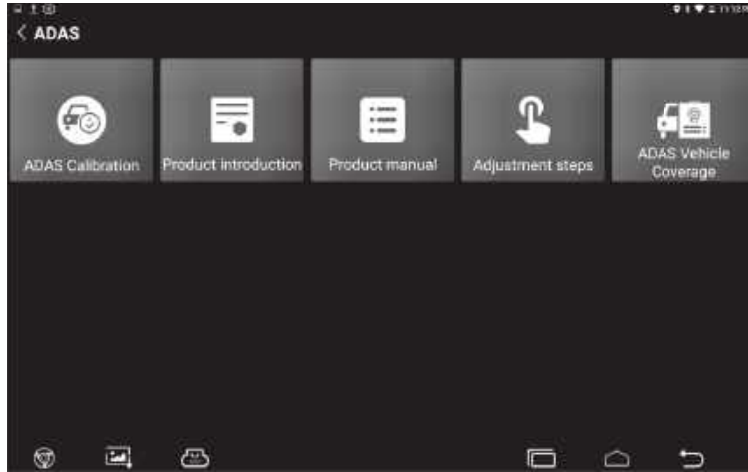 < ADAS
ADAS Calibration
Product introduction
Product manual
Adjustment steps
ADAS Vehicle
Coverage